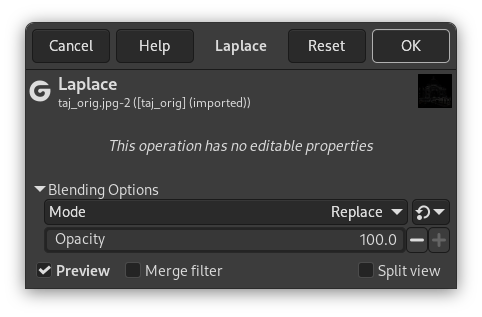 Cancel Help Laplace Reset OK
Laplace
taj_orig.jpg-2 ([taj_orig] (imported))
This operation has no editable properties
Blending Options
Mode Replace
Opacity 100.0
Preview Merge filter Split view